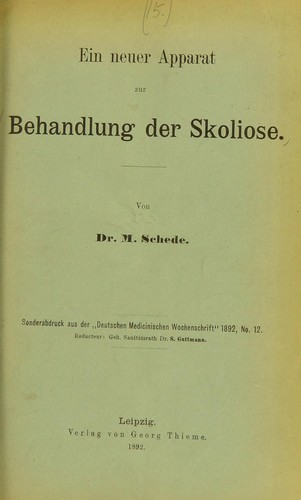 (15.)
Ein neuer Apparat
zur
Behandlung der Skoliose.
Von
Dr. M. Schede.
Sonderabdruck aus der „Deutschen Medicinischen Wochenschrift" 1892, No. 12.
Redacteur: Geh. Sanitätsrath Dr. S. Guttmann.
Leipzig.
Verlag von Georg Thieme.
1892.